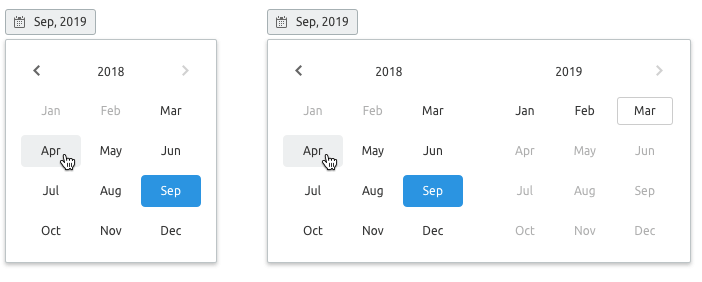 Sep, 2019
2018
Jan Feb Mar
Apr May Jun
Jul Aug Sep
Oct Nov Dec
Sep, 2019
2018 2019
Jan Feb Mar Jan Feb Mar
Apr May Jun Apr May Jun
Jul Aug Sep Jul Aug Sep
Oct Nov Dec Oct Nov Dec